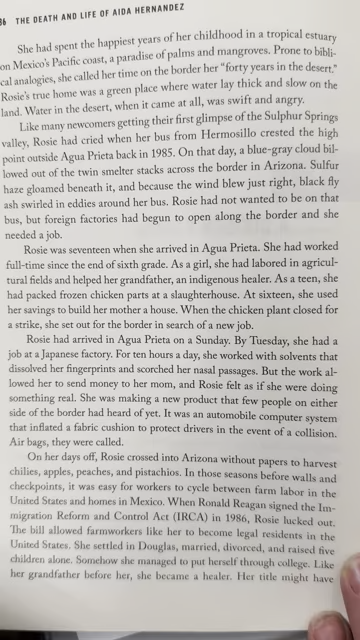 86 THE DEATH AND LIFE OF AIDA HERNANDEZ
She had spent the happiest years of her childhood in a tropical estuary
on Mexico's Pacific coast, a paradise of palms and mangroves. Prone to bibli-
cal analogies, she called her time on the border her "forty years in the desert."
Rosie's true home was a green place where water lay thick and slow on the
land. Water in the desert, when it came at all, was swift and angry.
Like many newcomers getting their first glimpse of the Sulphur Springs
valley, Rosie had cried when her bus from Hermosillo crested the high
point outside Agua Prieta back in 1985. On that day, a blue-gray cloud bil-
lowed out of the twin smelter stacks across the border in Arizona. Sulfur
haze gloamed beneath it, and because the wind blew just right, black fly
ash swirled in eddies around her bus. Rosie had not wanted to be on that
bus, but foreign factories had begun to open along the border and she
needed a job.
Rosie was seventeen when she arrived in Agua Prieta. She had worked
full-time since the end of sixth grade. As a girl, she had labored in agricul-
tural fields and helped her grandfather, an indigenous healer. As a teen, she
had packed frozen chicken parts at a slaughterhouse. At sixteen, she used
her savings to build her mother a house. When the chicken plant closed for
a strike, she set out for the border in search of a new job.
Rosie had arrived in Agua Prieta on a Sunday. By Tuesday, she had a
job at a Japanese factory. For ten hours a day, she worked with solvents that
dissolved her fingerprints and scorched her nasal passages. But the work al-
lowed her to send money to her mom, and Rosie felt as if she were doing
something real. She was making a new product that few people on either
side of the border had heard of yet. It was an automobile computer system
that inflated a fabric cushion to protect drivers in the event of a collision.
Air bags, they were called.
On her days off, Rosie crossed into Arizona without papers to harvest
chilies, apples, peaches, and pistachios. In those seasons before walls and
checkpoints, it was easy for workers to cycle between farm labor in the
United States and homes in Mexico. When Ronald Reagan signed the Im-
migration Reform and Control Act (IRCA) in 1986, Rosie lucked out.
The bill allowed farmworkers like her to become legal residents in the
United States. She settled in Douglas, married, divorced, and raised five
children alone. Somehow she managed to put herself through college. Like
her grandfather before her, she became a healer. Her title might have